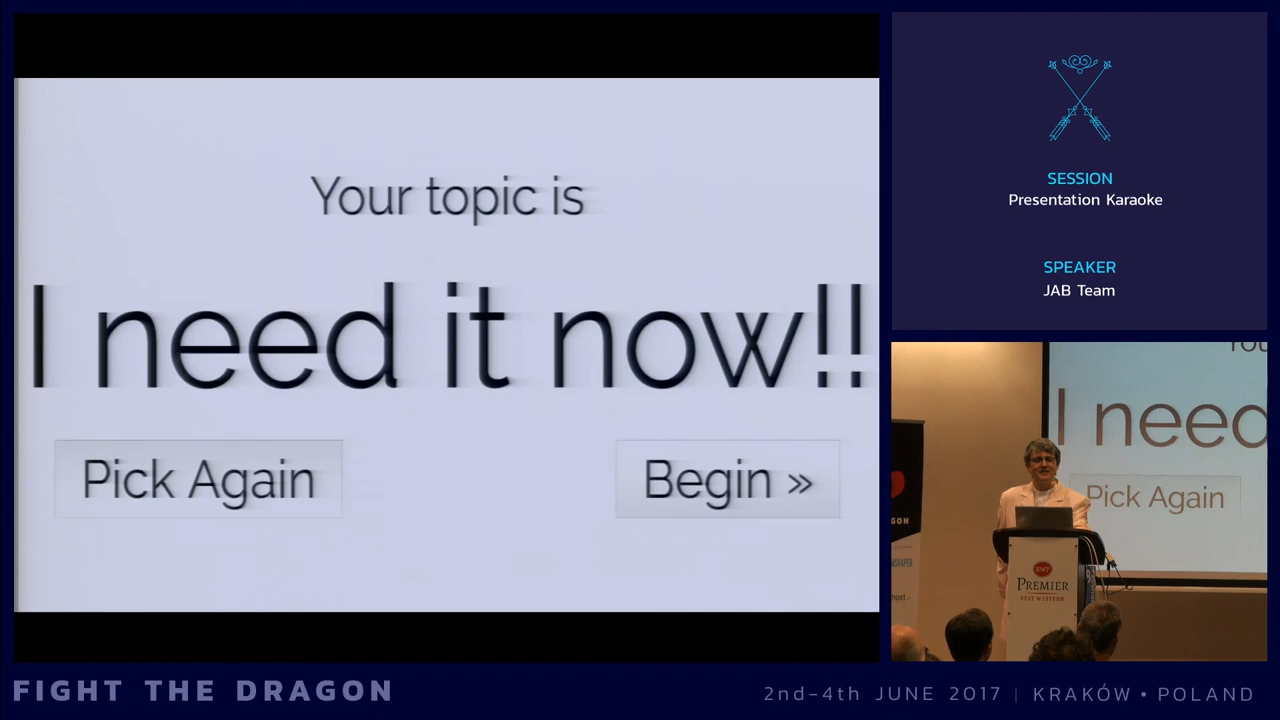 Your topic is
I need it now!!
Pick Again
Begin »
SESSION
Presentation Karaoke
SPEAKER
JAB Team
I need
Pick Again
PREMIER
BEST WESTERN
FIGHT THE DRAGON
2nd-4th JUNE 2017 | KRAKÓW • POLAND